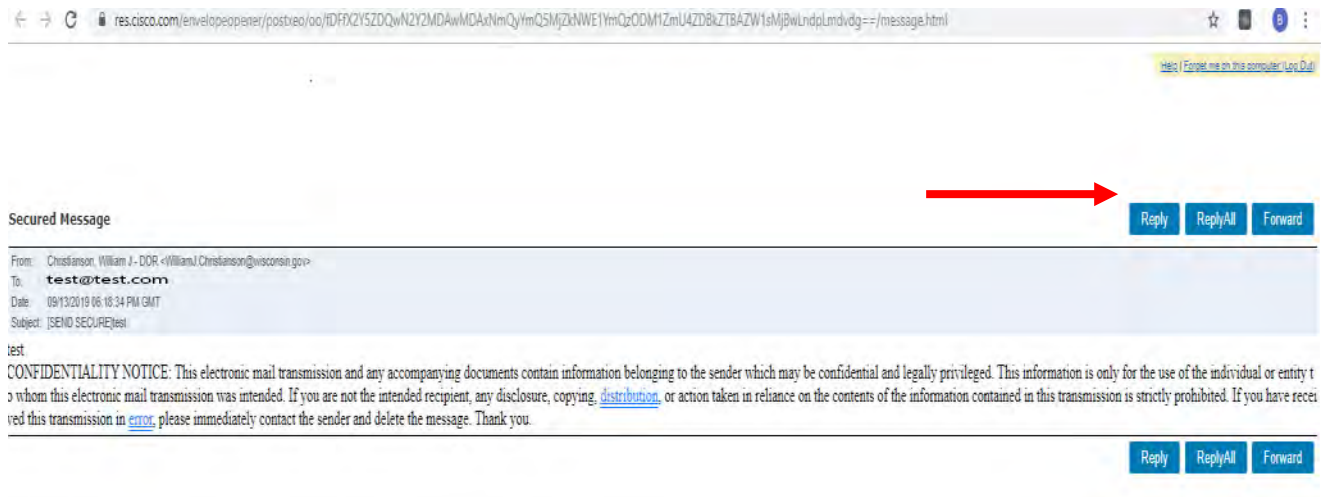 res.cisco.com/envelopeopener/postxeo/oo/
Help | Forget me on this computer (Log Out)
Secured Message
Reply ReplyAll Forward
From: Christianson, William J - DOR <WilliamJ.Christianson@wisconsin.gov>
To: test@test.com
Date: 09/13/2019 06:18:34 PM GMT
Subject: [SEND SECURE]test
test
CONFIDENTIALITY NOTICE: This electronic mail transmission and any accompanying documents contain information belonging to the sender which may be confidential and legally privileged. This information is only for the use of the individual or entity t
o whom this electronic mail transmission was intended. If you are not the intended recipient, any disclosure, copying, distribution, or action taken in reliance on the contents of the information contained in this transmission is strictly prohibited. If you have recei
ved this transmission in error, please immediately contact the sender and delete the message. Thank you.
Reply ReplyAll Forward